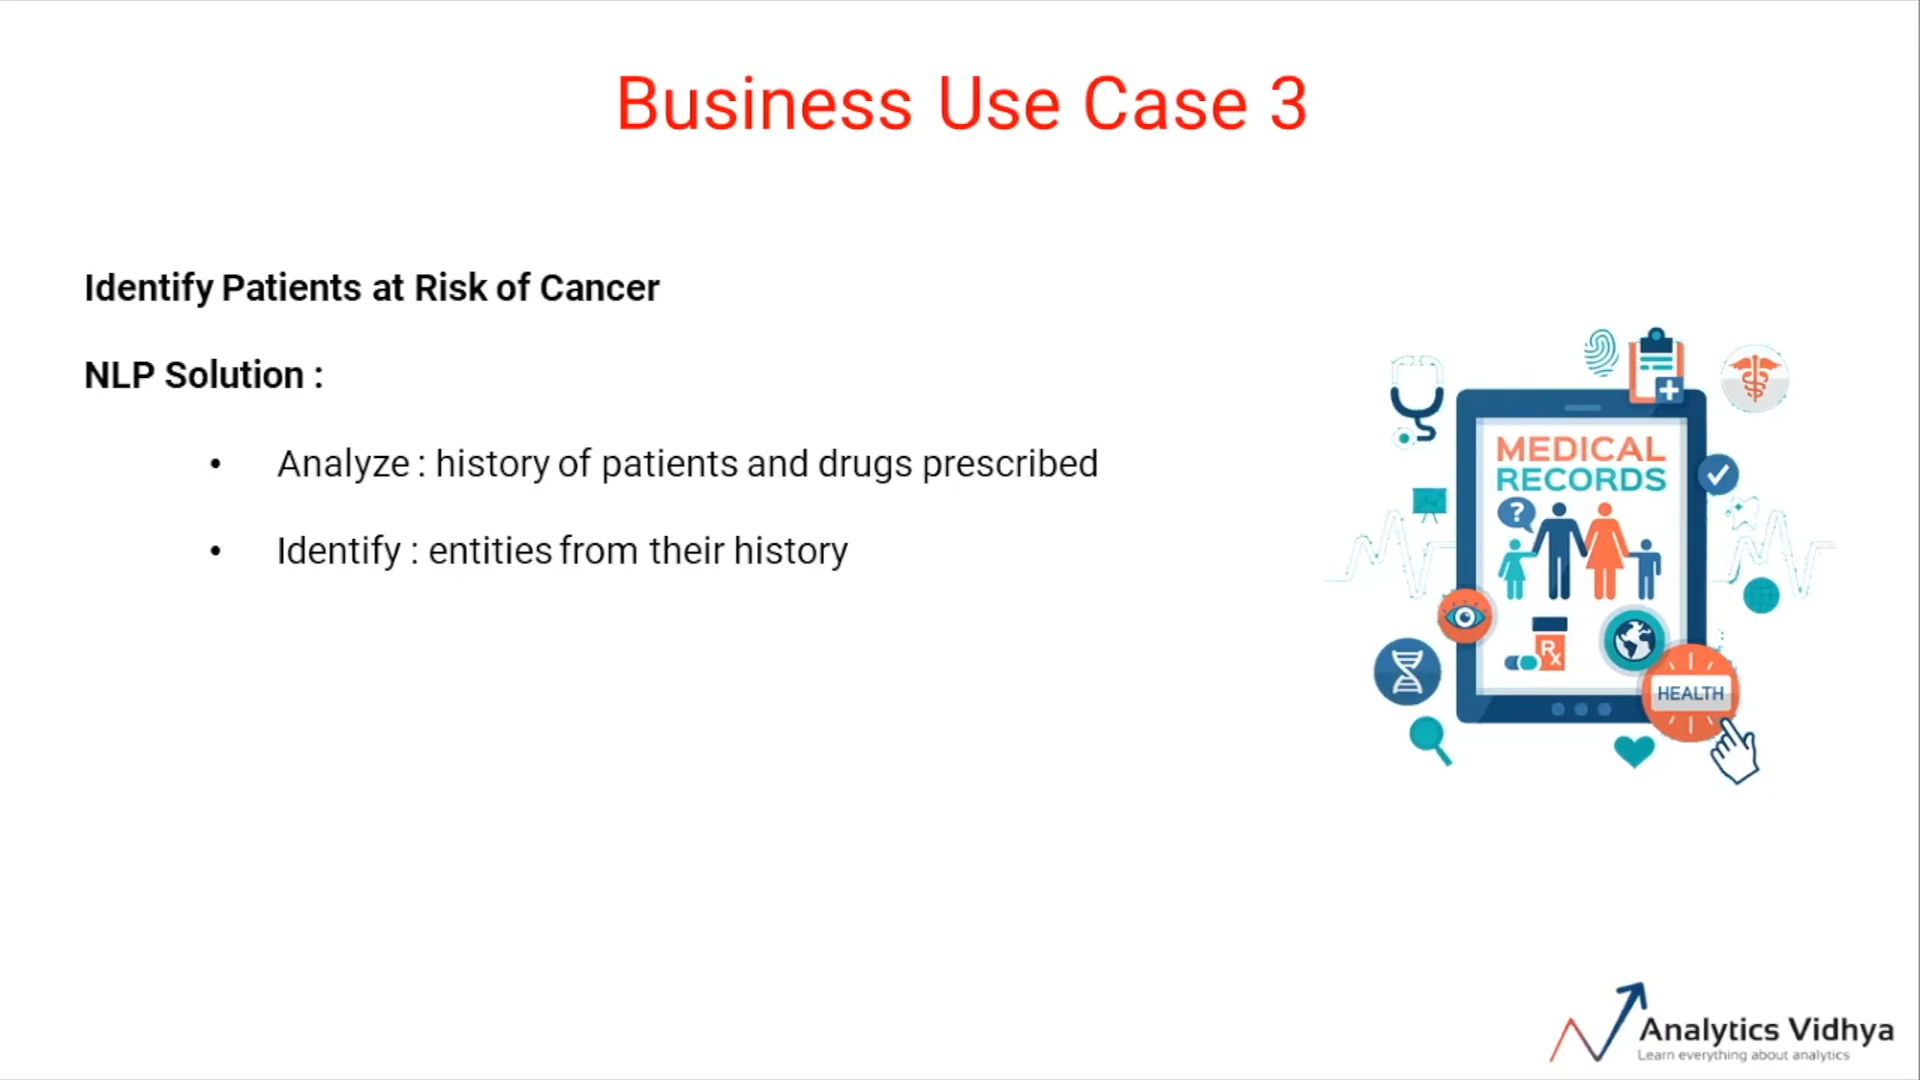 Business Use Case 3
Identify Patients at Risk of Cancer
NLP Solution :
• Analyze : history of patients and drugs prescribed
• Identify : entities from their history
MEDICAL
RECORDS
?
Rx
HEALTH
Analytics Vidhya
Learn everything about analytics